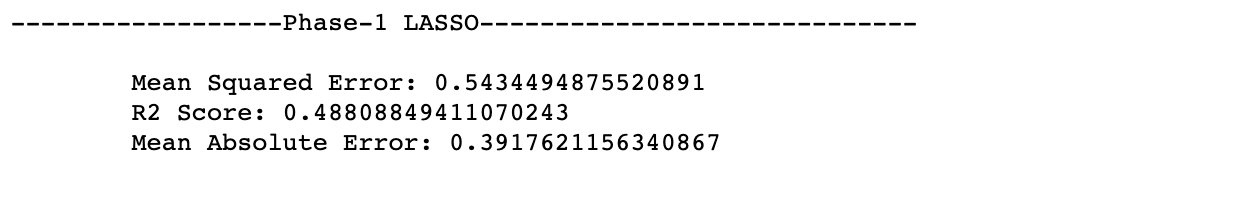 ------------------Phase-1 LASSO-----------------------------
Mean Squared Error: 0.5434494875520891
R2 Score: 0.48808849411070243
Mean Absolute Error: 0.3917621156340867